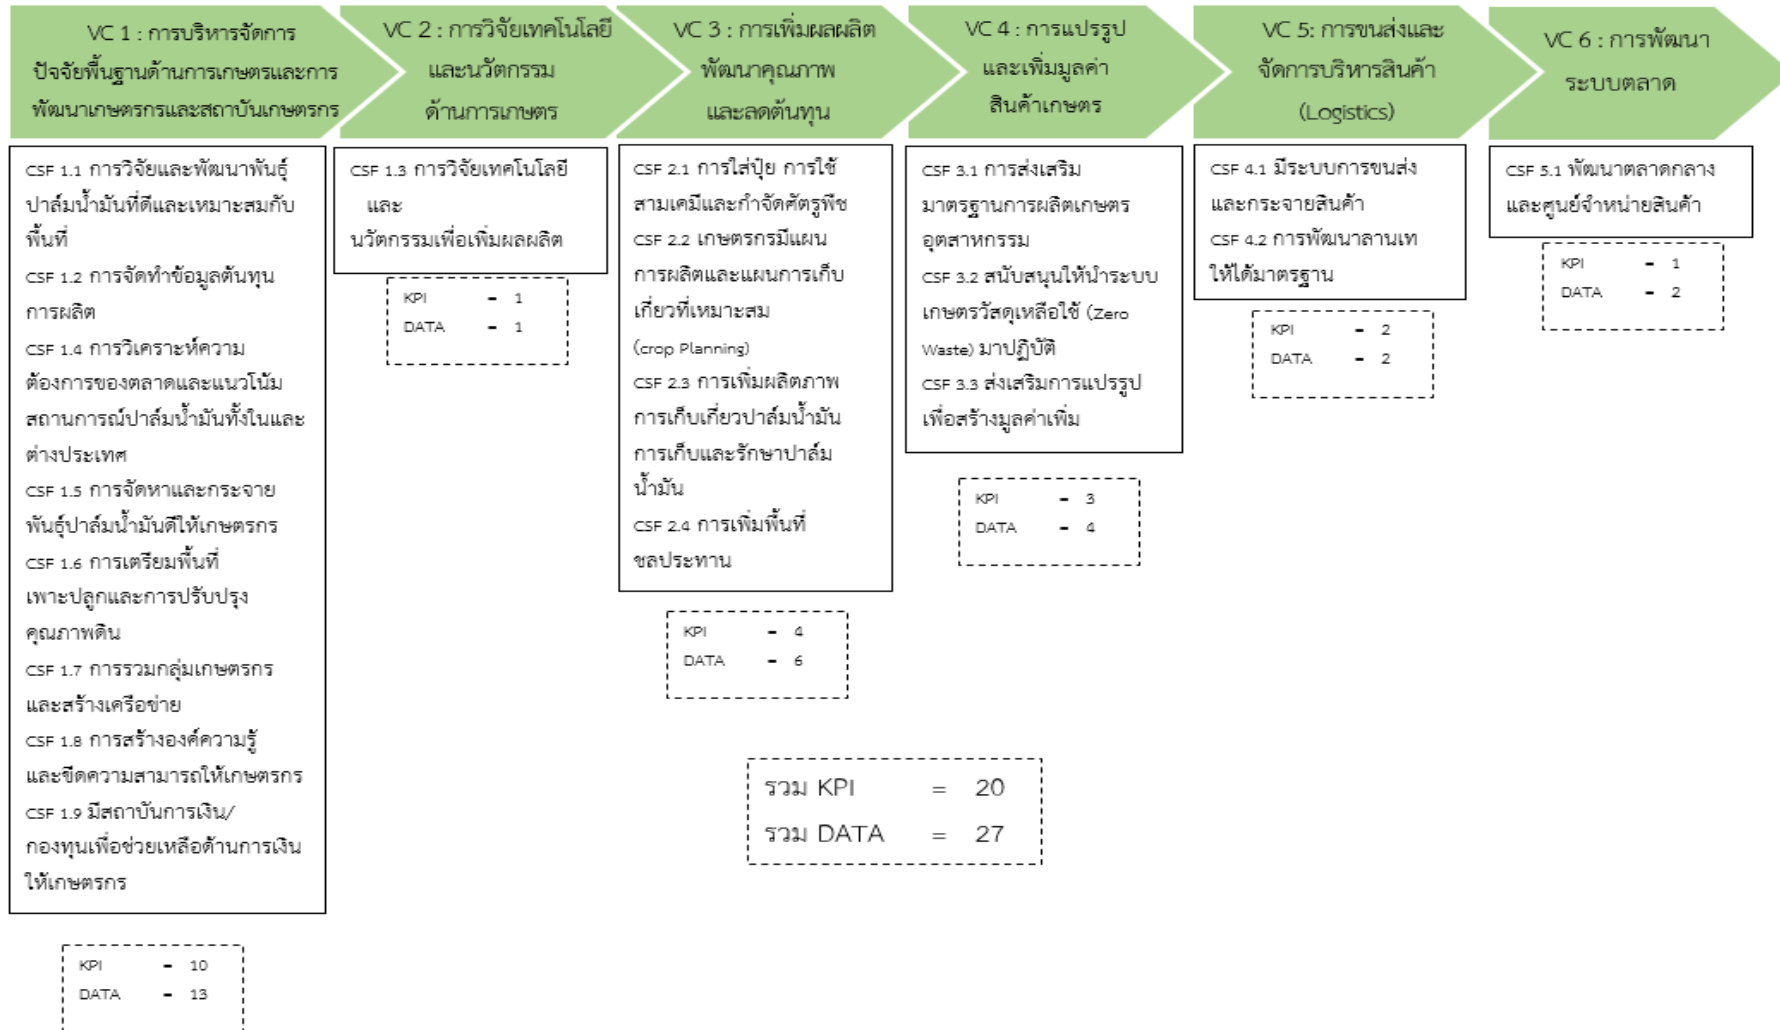 VC 1 : การบริหารจัดการ
ปัจจัยพื้นฐานด้านการเกษตรและการ
พัฒนาเกษตรกรและสถาบันเกษตรกร
VC 2 : การวิจัยเทคโนโลยี
และนวัตกรรม
ด้านการเกษตร
VC 3 : การเพิ่มผลผลิต
พัฒนาคุณภาพ
และลดต้นทุน
VC 4 : การแปรรูป
และเพิ่มมูลค่า
สินค้าเกษตร
VC 5: การขนส่งและ
จัดการบริหารสินค้า
(Logistics)
VC 6 : การพัฒนา
ระบบตลาด
CSF 1.1 การวิจัยและพัฒนาพันธุ์
ปาล์มน้ำมันที่ดีและเหมาะสมกับ
พื้นที่
CSF 1.2 การจัดทำข้อมูลต้นทุน
การผลิต
CSF 1.4 การวิเคราะห์ความ
ต้องการของตลาดและแนวโน้ม
สถานการณ์ปาล์มน้ำมันทั้งในและ
ต่างประเทศ
CSF 1.5 การจัดหาและกระจาย
พันธุ์ปาล์มน้ำมันดีให้เกษตรกร
CSF 1.6 การเตรียมพื้นที่
เพาะปลูกและการปรับปรุง
คุณภาพดิน
CSF 1.7 การรวมกลุ่มเกษตรกร
และสร้างเครือข่าย
CSF 1.8 การสร้างองค์ความรู้
และขีดความสามารถให้เกษตรกร
CSF 1.9 มีสถาบันการเงิน/
กองทุนเพื่อช่วยเหลือด้านการเงิน
ให้เกษตรกร
KPI - 10
DATA - 13
CSF 1.3 การวิจัยเทคโนโลยี
และ
นวัตกรรมเพื่อเพิ่มผลผลิต
KPI - 1
DATA - 1
CSF 2.1 การใส่ปุ๋ย การใช้
สามเคมีและกำจัดศัตรูพืช
CSF 2.2 เกษตรกรมีแผน
การผลิตและแผนการเก็บ
เกี่ยวที่เหมาะสม
(crop Planning)
CSF 2.3 การเพิ่มผลิตภาพ
การเก็บเกี่ยวปาล์มน้ำมัน
การเก็บและรักษาปาล์ม
น้ำมัน
CSF 2.4 การเพิ่มพื้นที่
ชลประทาน
KPI - 4
DATA - 6
CSF 3.1 การส่งเสริม
มาตรฐานการผลิตเกษตร
อุตสาหกรรม
CSF 3.2 สนับสนุนให้นำระบบ
เกษตรวัสดุเหลือใช้ (Zero
Waste) มาปฏิบัติ
CSF 3.3 ส่งเสริมการแปรรูป
เพื่อสร้างมูลค่าเพิ่ม
KPI - 3
DATA - 4
CSF 4.1 มีระบบการขนส่ง
และกระจายสินค้า
CSF 4.2 การพัฒนาลานเท
ให้ได้มาตรฐาน
KPI - 2
DATA - 2
CSF 5.1 พัฒนาตลาดกลาง
และศูนย์จำหน่ายสินค้า
KPI - 1
DATA - 2
รวม KPI = 20
รวม DATA = 27